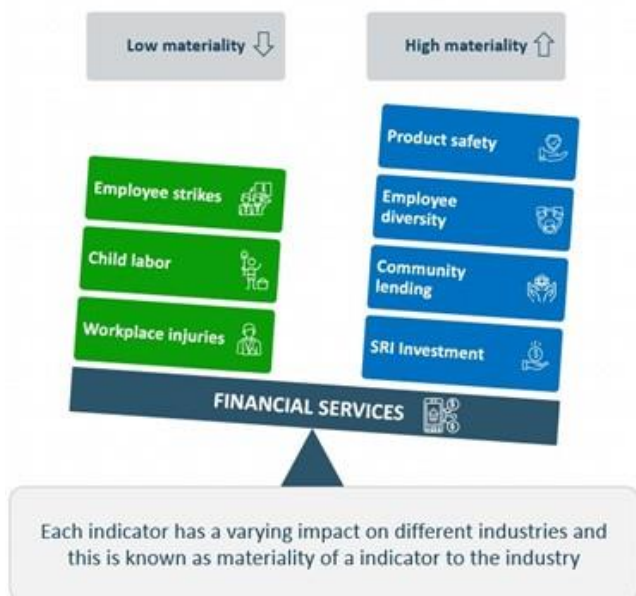 Low materiality
High materiality
Product safety
Employee strikes
Employee
diversity
Child labor
Community
lending
Workplace injuries
SRI Investment
FINANCIAL SERVICES
Each indicator has a varying impact on different industries and
this is known as materiality of a indicator to the industry